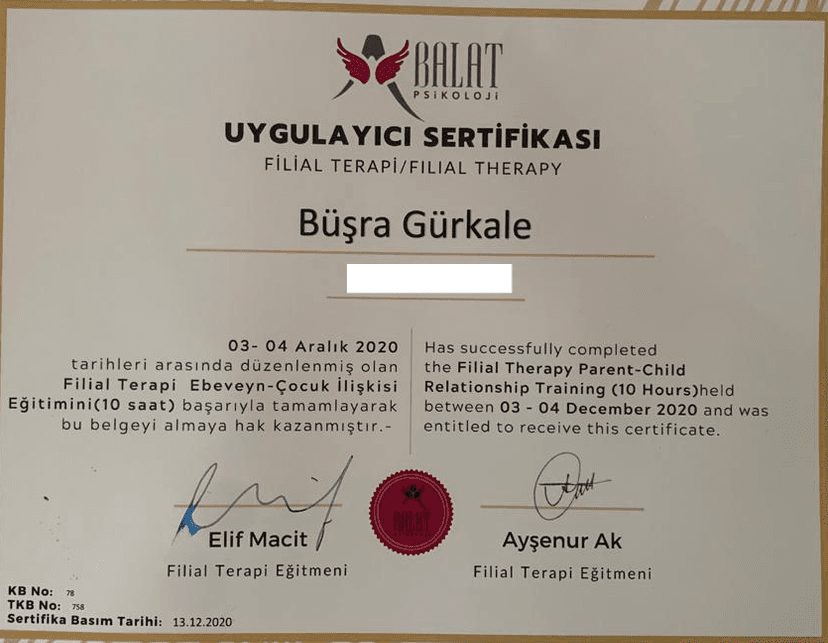 BALAT
PSiKOLOJi
UYGULAYICI SERTİFİKASI
FİLİAL TERAPİ/FILIAL THERAPY
Büşra Gürkale
03- 04 Aralık 2020
tarihleri arasında düzenlenmiş olan
Filial Terapi Ebeveyn-Çocuk İlişkisi
Eğitimini(10 saat) başarıyla tamamlayarak
bu belgeyi almaya hak kazanmıştır.-
Has successfully completed
the Filial Therapy Parent-Child
Relationship Training (10 Hours)held
between 03 - 04 December 2020 and was
entitled to receive this certificate.
BALAT
Elif Macit
Filial Terapi Eğitmeni
Ayşenur Ak
Filial Terapi Eğitmeni
KB No: 78
TKB No: 758
Sertifika Basım Tarihi: 13.12.2020